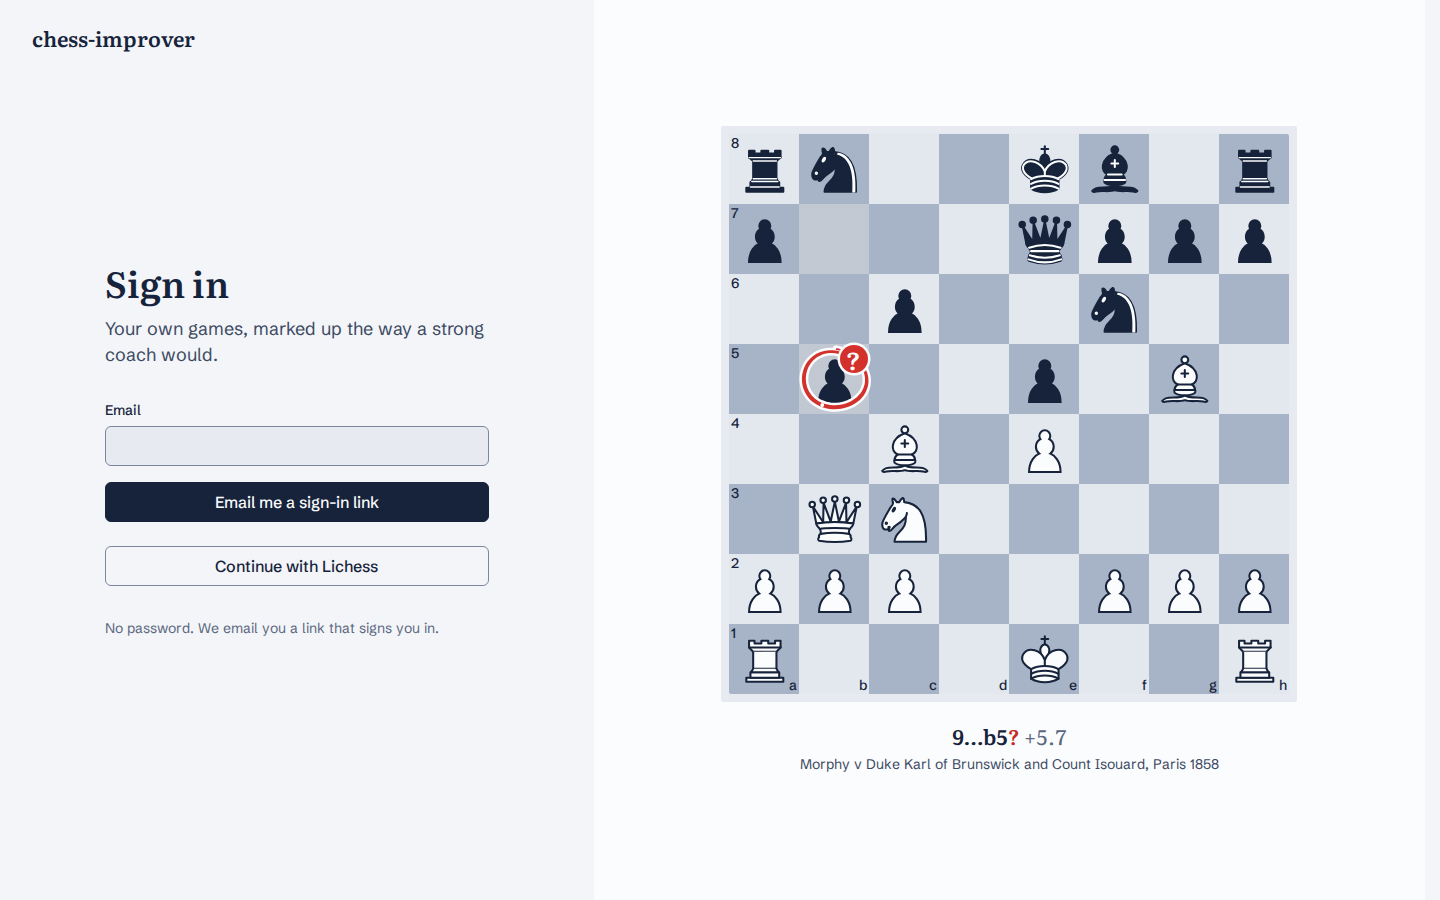 chess-improver
Sign in
Your own games, marked up the way a strong
coach would.
Email
Email me a sign-in link
Continue with Lichess
No password. We email you a link that signs you in.
8
7
6
5
?
4
3
2
1
a b c d e f g h
9...b5? +5.7
Morphy v Duke Karl of Brunswick and Count Isouard, Paris 1858